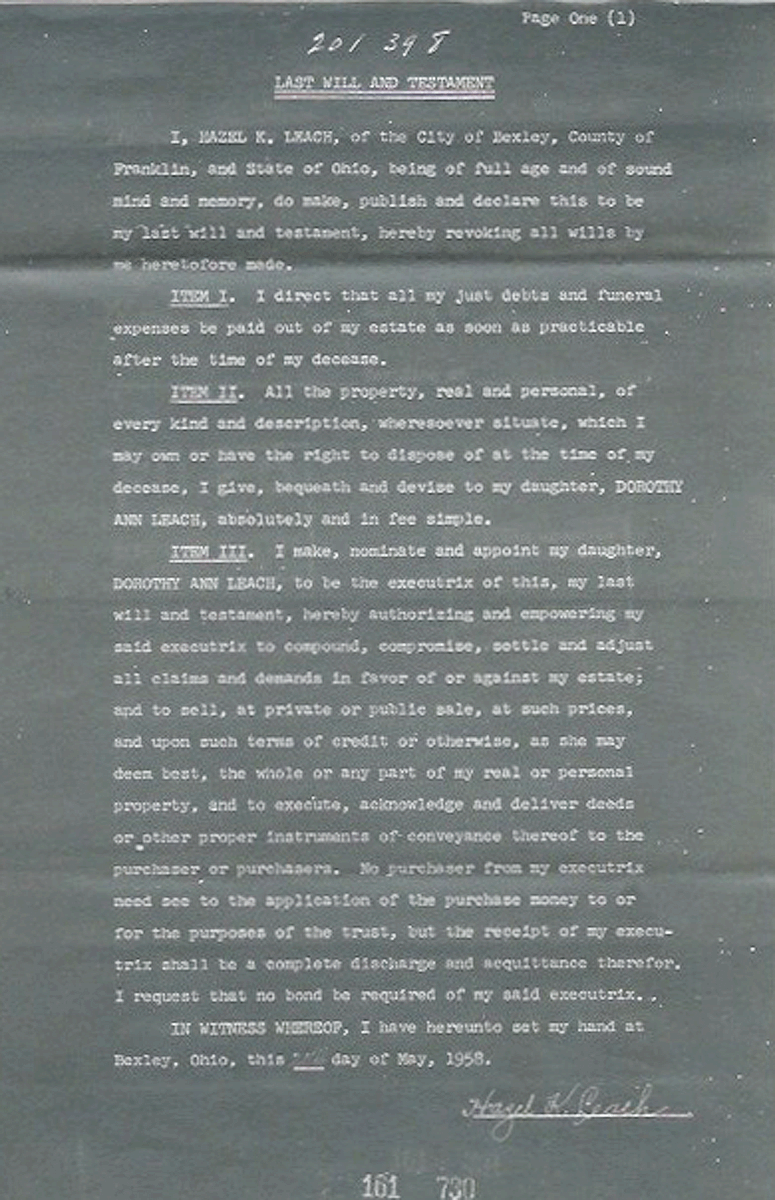 Page One (1)
201 398
LAST WILL AND TESTAMENT
I, HAZEL K. LEACH, of the City of Bexley, County of
Franklin, and State of Ohio, being of full age and of sound
mind and memory, do make, publish and declare this to be
my last will and testament, hereby revoking all wills by
me heretofore made.
ITEM I. I direct that all my just debts and funeral
expenses be paid out of my estate as soon as practicable
after the time of my decease.
ITEM II. All the property, real and personal, of
every kind and description, wheresoever situate, which I
may own or have the right to dispose of at the time of my
decease, I give, bequeath and devise to my daughter, DOROTHY
ANN LEACH, absolutely and in fee simple.
ITEM III. I make, nominate and appoint my daughter,
DOROTHY ANN LEACH, to be the executrix of this, my last
will and testament, hereby authorizing and empowering my
said executrix to compound, compromise, settle and adjust
all claims and demands in favor of or against my estate;
and to sell, at private or public sale, at such prices,
and upon such terms of credit or otherwise, as she may
deem best, the whole or any part of my real or personal
property, and to execute, acknowledge and deliver deeds
or other proper instruments of conveyance thereof to the
purchaser or purchasers. No purchaser from my executrix
need see to the application of the purchase money to or
for the purposes of the trust, but the receipt of my execu-
trix shall be a complete discharge and acquittance therefor.
I request that no bond be required of my said executrix.
IN WITNESS WHEREOF, I have hereunto set my hand at
Bexley, Ohio, this day of May, 1958.
Hazel K. Leach
161 730